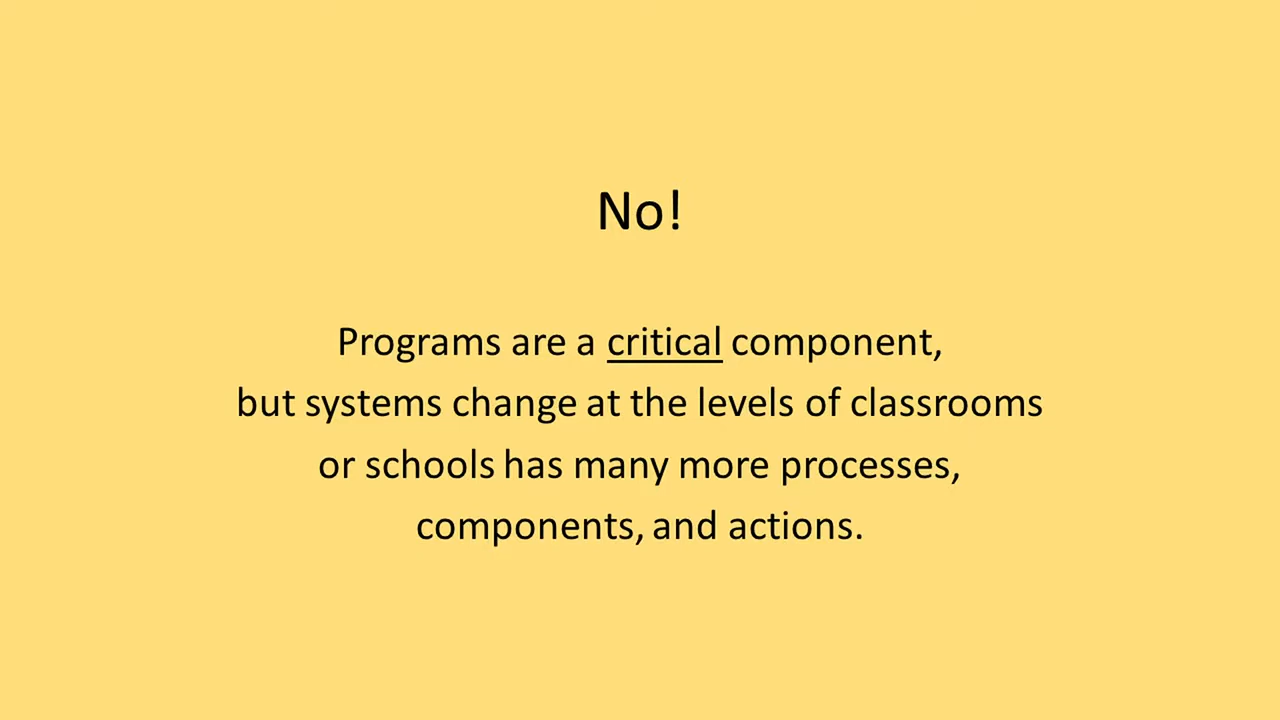 No!
Programs are a critical component,
but systems change at the levels of classrooms
or schools has many more processes,
components, and actions.